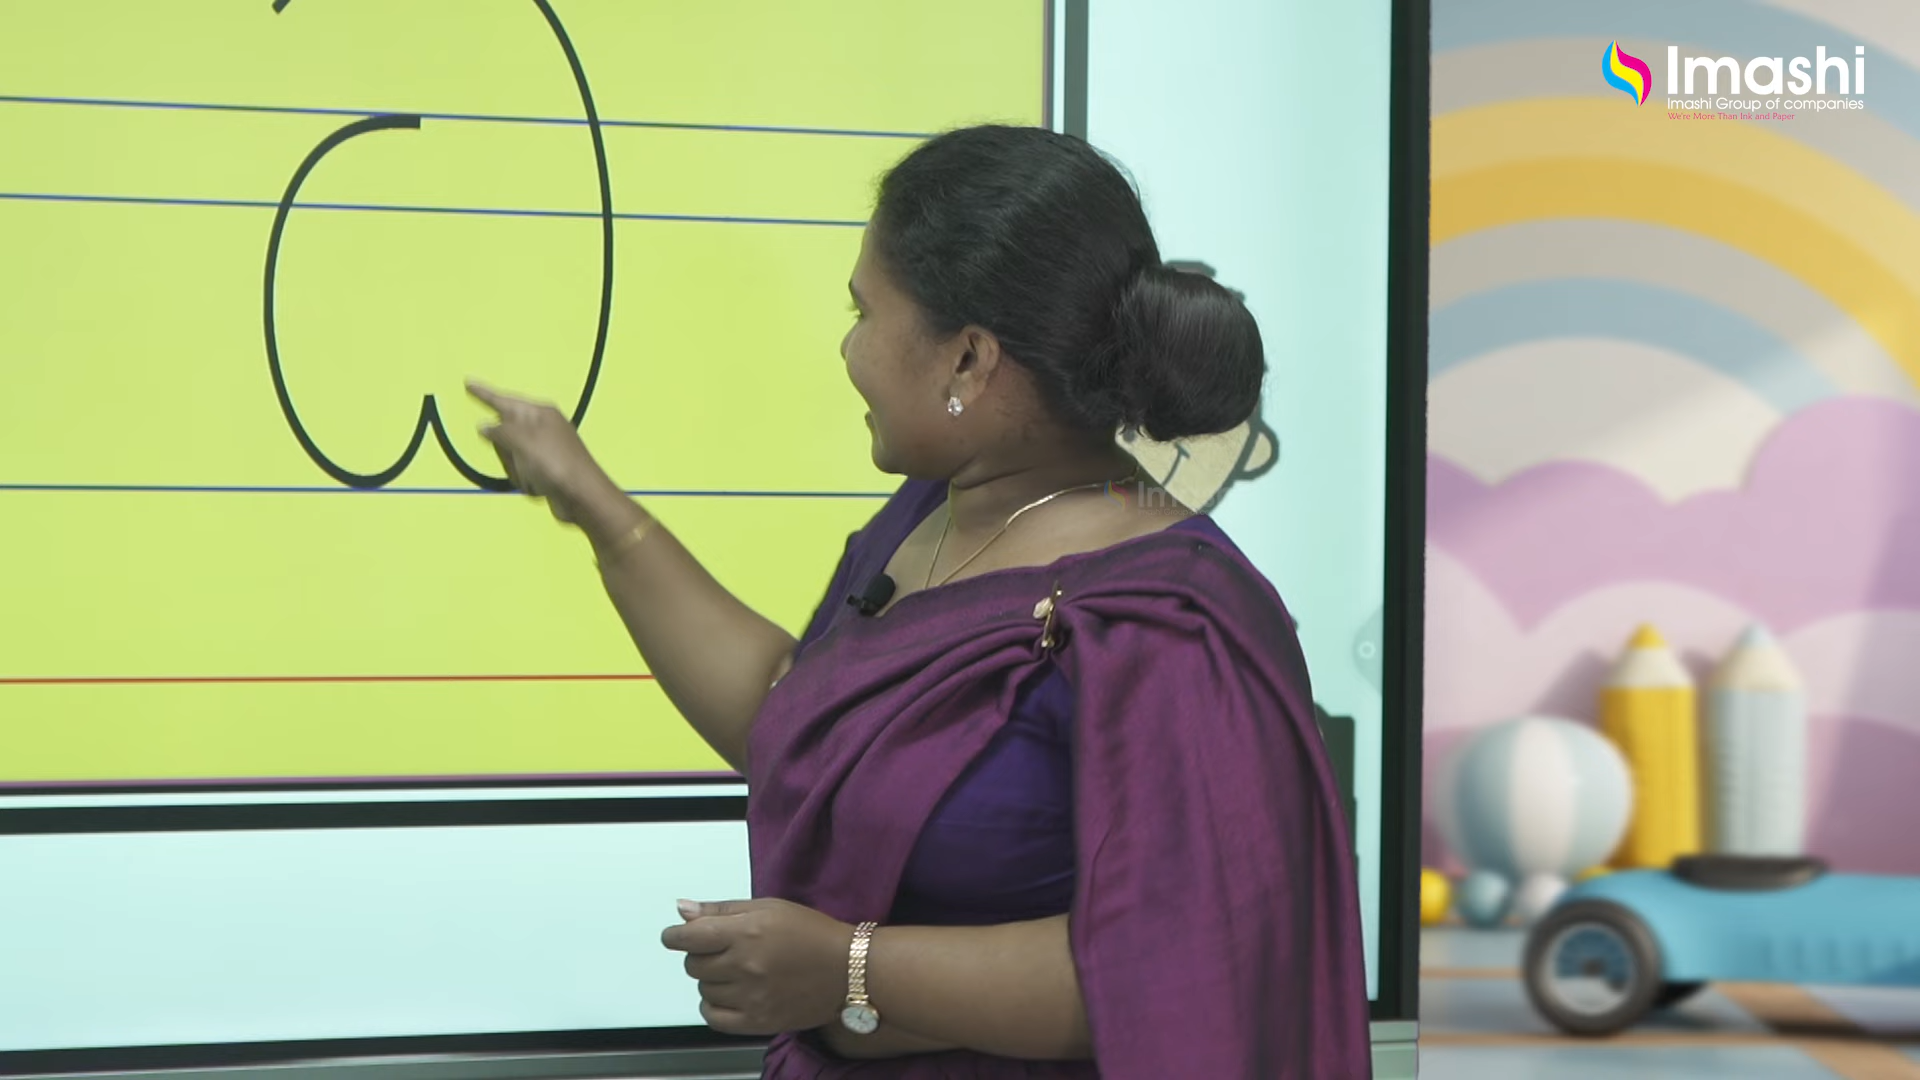 Imashi
Imashi Group of companies
We're More Than Ink and Paper